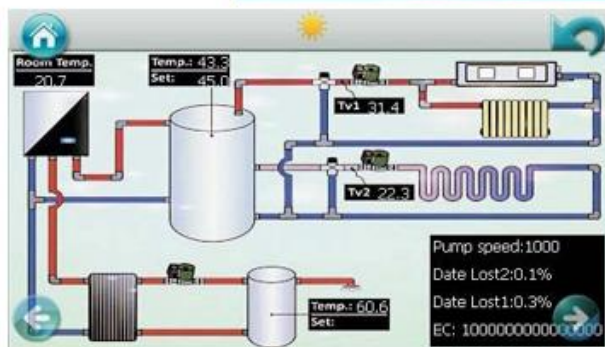 Room Temp.
20.7
Temp.: 43.3
Set: 45.0
Tv1 31.4
Tv2 22.3
Temp.: 60.6
Set:
Pump speed:1000
Date Lost2:0.1%
Date Lost1:0.3%
EC: 1000000000000000